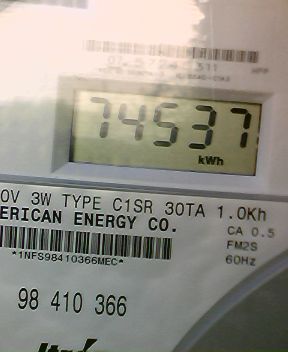 74537
kWh
0V 3W TYPE C1SR 30TA 1.0Kh
ERICAN ENERGY CO.
CA 0.5
FM2S
*1NFS98410366MEC*
60Hz
98 410 366